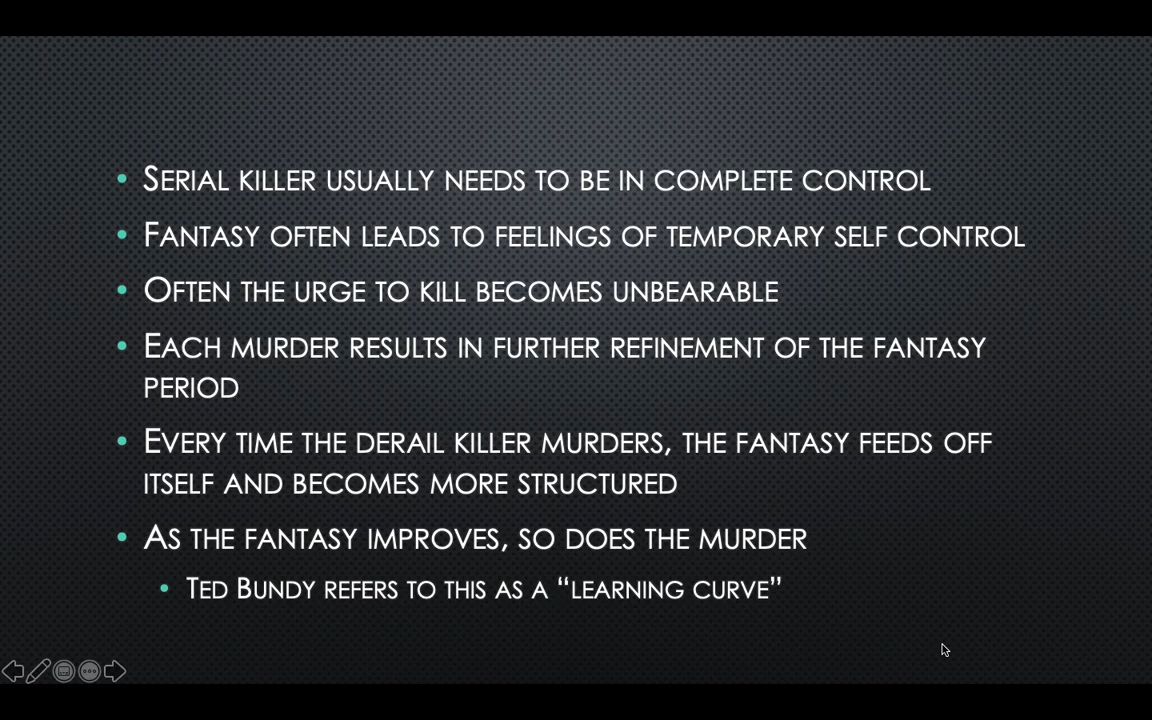 • Serial killer usually needs to be in complete control
• Fantasy often leads to feelings of temporary self control
• Often the urge to kill becomes unbearable
• Each murder results in further refinement of the fantasy
period
• Every time the derail killer murders, the fantasy feeds off
itself and becomes more structured
• As the fantasy improves, so does the murder
• Ted Bundy refers to this as a “learning curve”